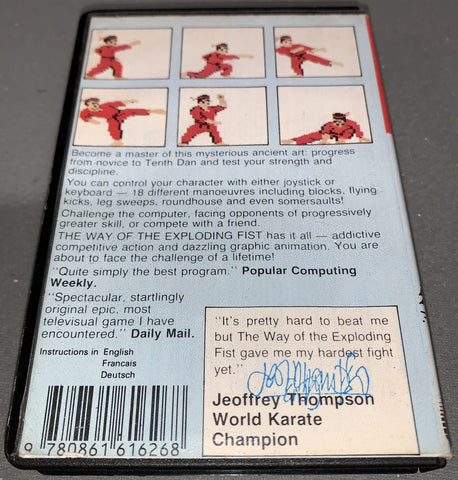 Become a master of this mysterious ancient art: progress
from novice to Tenth Dan and test your strength and
discipline.
You can control your character with either joystick or
keyboard — 18 different manoeuvres including blocks, flying
kicks, leg sweeps, roundhouse and even somersaults!
Challenge the computer, facing opponents of progressively
greater skill, or compete with a friend.
THE WAY OF THE EXPLODING FIST has it all — addictive
competitive action and dazzling graphic animation. You are
about to face the challenge of a lifetime!
"Quite simply the best program." Popular Computing
Weekly.
"Spectacular, startlingly
original epic, most
televisual game I have
encountered." Daily Mail.
Instructions in English
Francais
Deutsch
9 780861 616268
"It's pretty hard to beat me
but The Way of the Exploding
Fist gave me my hardest fight
yet."
Jeoffrey Thompson
World Karate
Champion